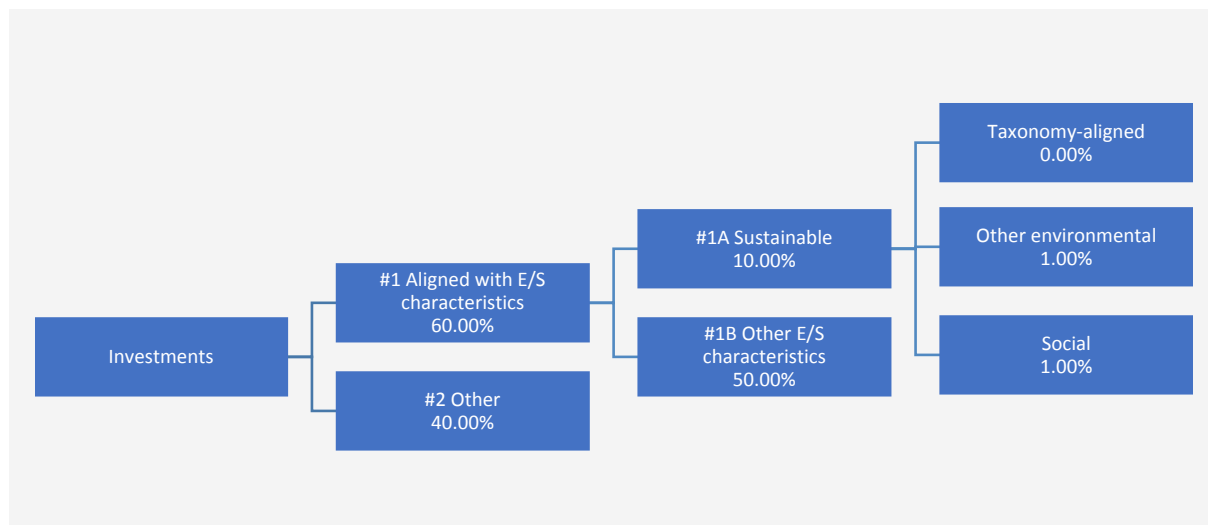 Investments
#1 Aligned with E/S
characteristics
60.00%
#2 Other
40.00%
#1A Sustainable
10.00%
#1B Other E/S
characteristics
50.00%
Taxonomy-aligned
0.00%
Other environmental
1.00%
Social
1.00%